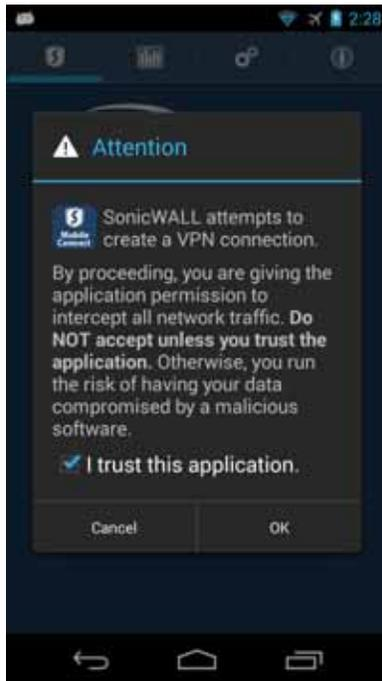 2:28
Attention
SonicWALL attempts to
create a VPN connection.
By proceeding, you are giving the
application permission to
intercept all network traffic. Do
NOT accept unless you trust the
application. Otherwise, you run
the risk of having your data
compromised by a malicious
software.
I trust this application.
Cancel
OK
Mobile
Connect